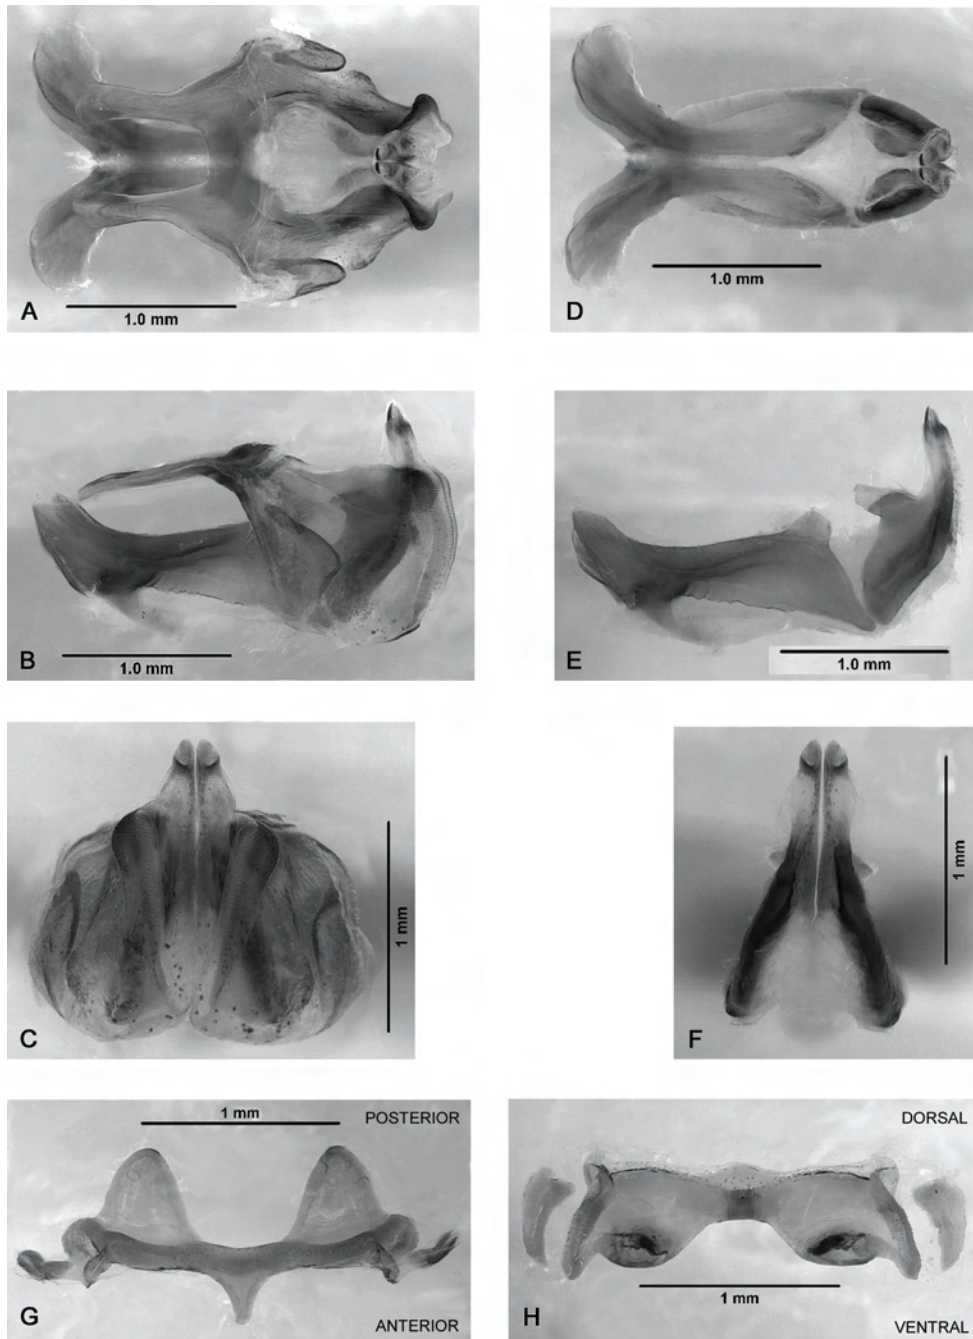 A
1.0 mm
D
1.0 mm
B
1.0 mm
E
1.0 mm
C
1 mm
F
1 mm
1 mm
POSTERIOR
G
ANTERIOR
DORSAL
H
1 mm
VENTRAL